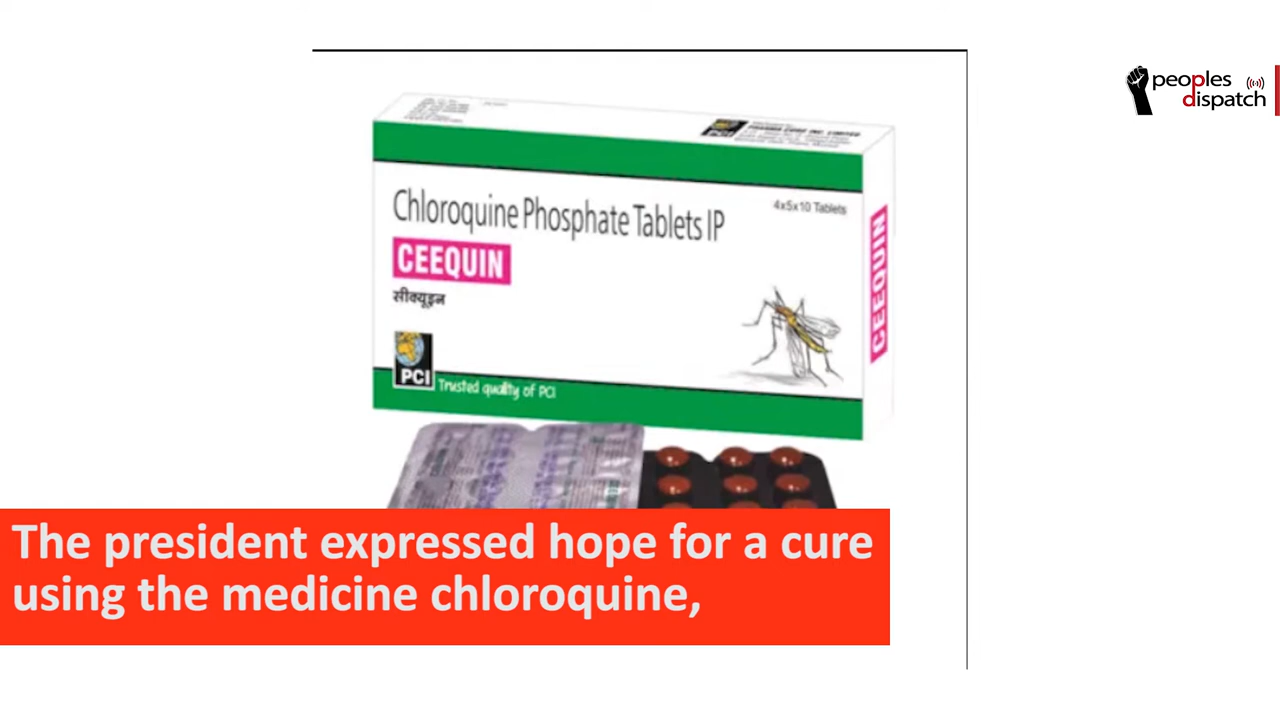 peoples
dispatch
Chloroquine Phosphate Tablets IP
4x5x10 Tablets
CEEQUIN
सीक्यूइन
CEEQUIN
PCI
PCI
Trusted quality of PCI
The president expressed hope for a cure
using the medicine chloroquine,